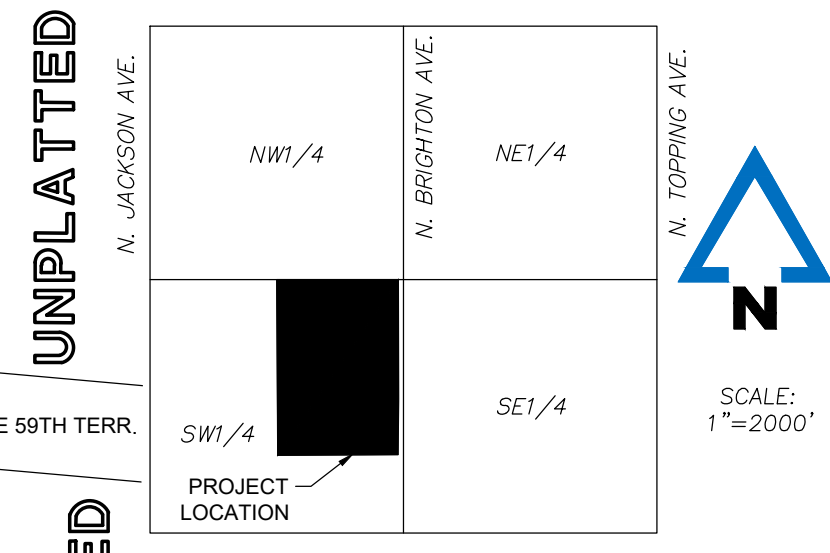 UNPLATTED
N. JACKSON AVE.
N. BRIGHTON AVE.
N. TOPPING AVE.
NW1/4
NE1/4
N
SCALE:
1"=2000'
E 59TH TERR.
SW1/4
SE1/4
PROJECT
LOCATION
ED